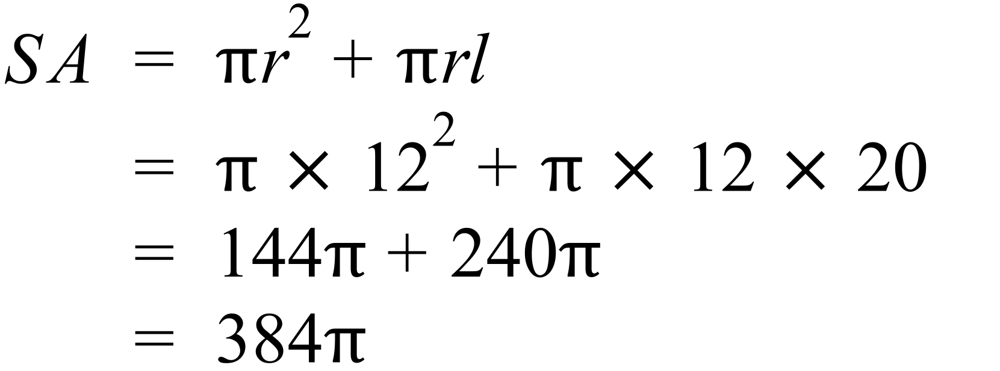 SA = πr² + πrl
= π × 12² + π × 12 × 20
= 144π + 240π
= 384π